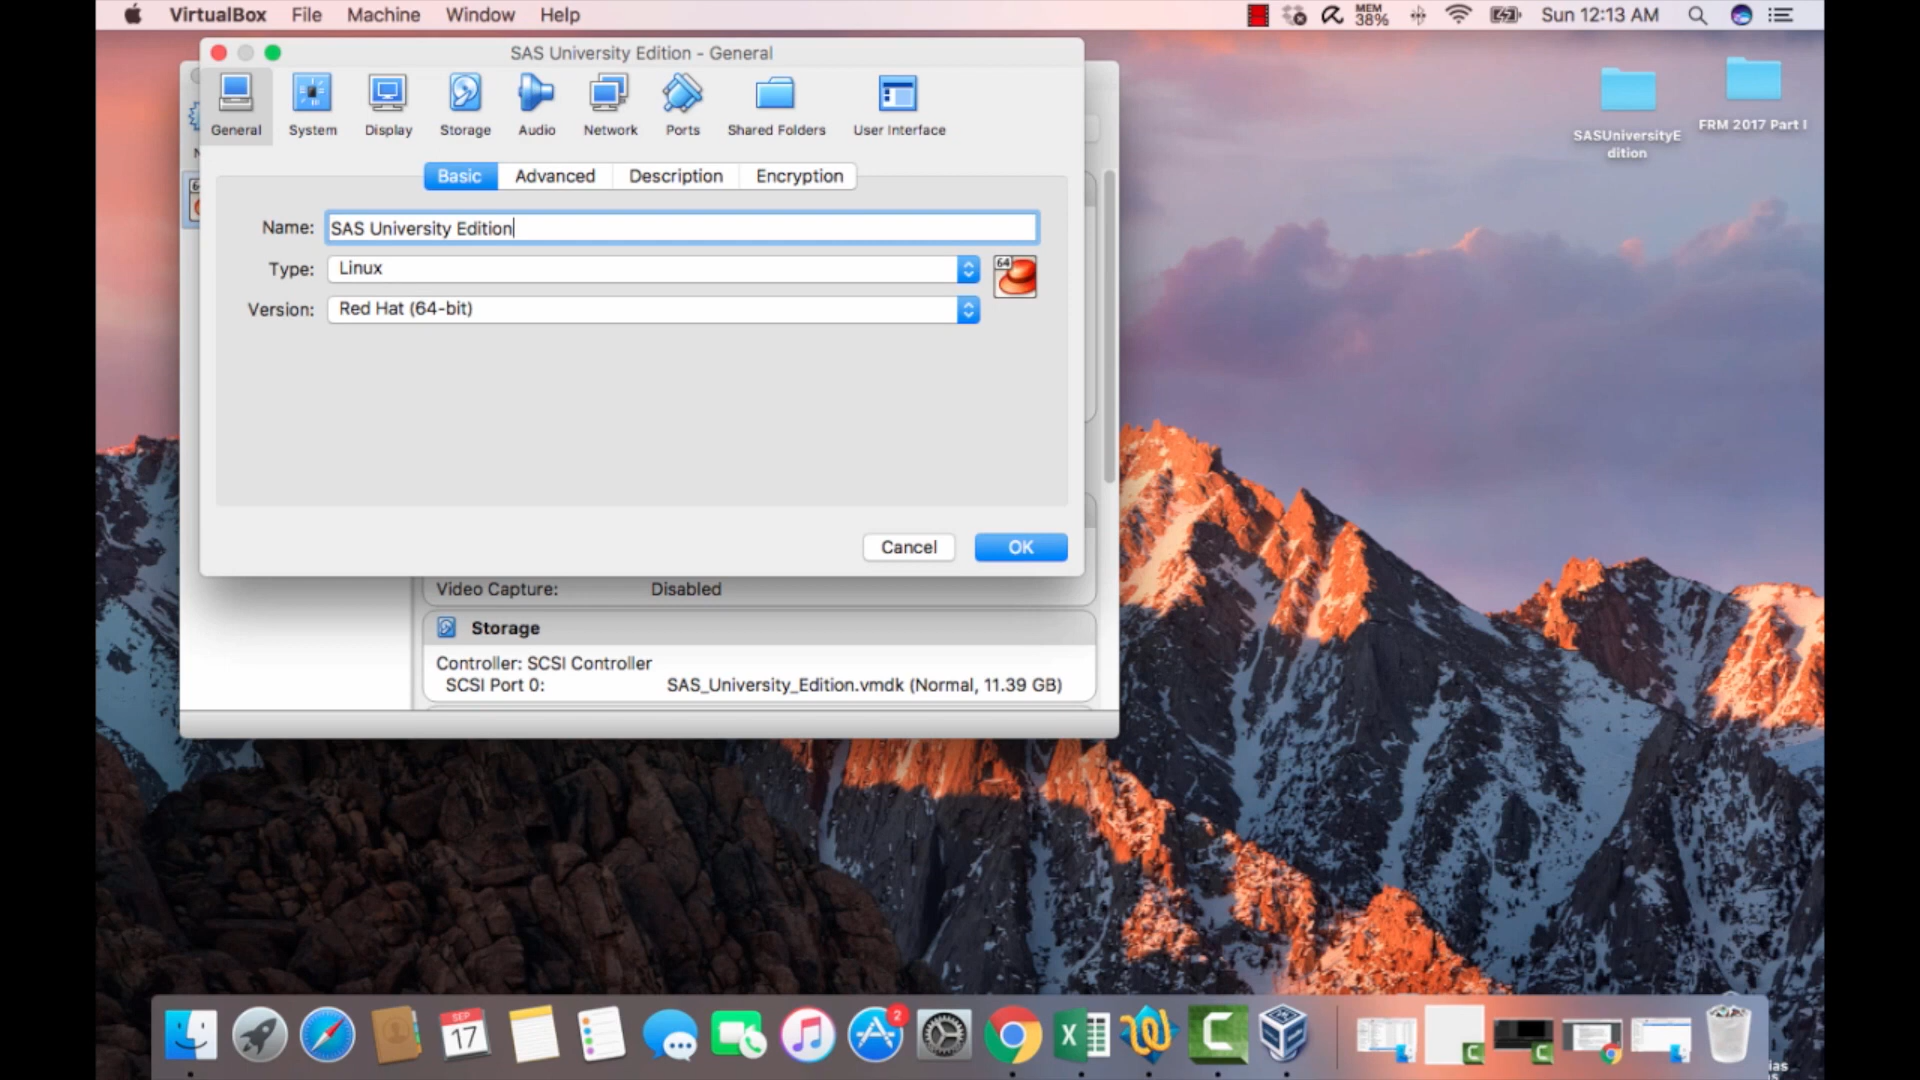 VirtualBox File Machine Window Help MEM 38% Sun 12:13 AM
SAS University Edition - General
General System Display Storage Audio Network Ports Shared Folders User Interface
SASUniversityE
dition
FRM 2017 Part I
Basic Advanced Description Encryption
Name: SAS University Edition
Type: Linux
64
Version: Red Hat (64-bit)
Cancel OK
Video Capture: Disabled
Storage
Controller: SCSI Controller
SCSI Port 0: SAS_University_Edition.vmdk (Normal, 11.39 GB)
SEP
17
2